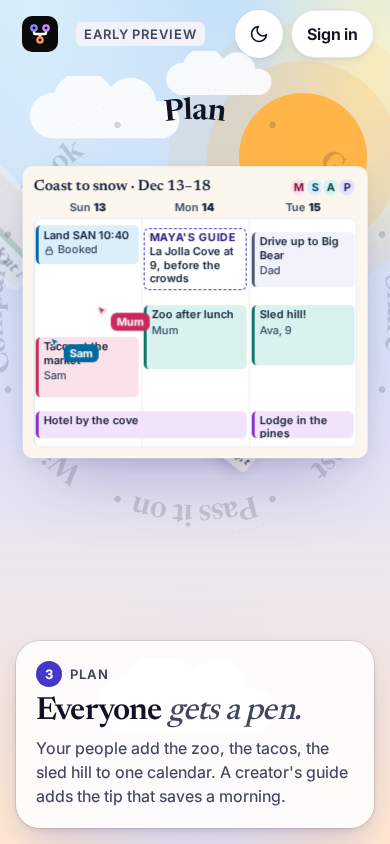 EARLY PREVIEW
Sign in
Plan
Coast to snow · Dec 13–18
M S A P
Sun 13
Mon 14
Tue 15
Land SAN 10:40
Booked
MAYA'S GUIDE
La Jolla Cove at
9, before the
crowds
Drive up to Big
Bear
Dad
Mum
Zoo after lunch
Mum
Sled hill!
Ava, 9
Sam
Sam
Hotel by the cove
Lodge in the
pines
Pass it on
3 PLAN
Everyone gets a pen.
Your people add the zoo, the tacos, the
sled hill to one calendar. A creator's guide
adds the tip that saves a morning.